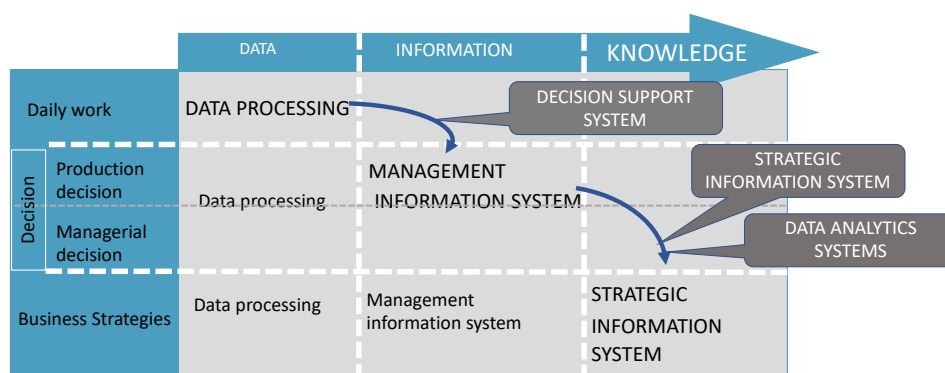 DATA
INFORMATION
KNOWLEDGE
Daily work
DATA PROCESSING
DECISION SUPPORT
SYSTEM
Decision
Production
decision
Managerial
decision
Data processing
MANAGEMENT
INFORMATION SYSTEM
STRATEGIC
INFORMATION SYSTEM
DATA ANALYTICS
SYSTEMS
Business Strategies
Data processing
Management
information system
STRATEGIC
INFORMATION
SYSTEM